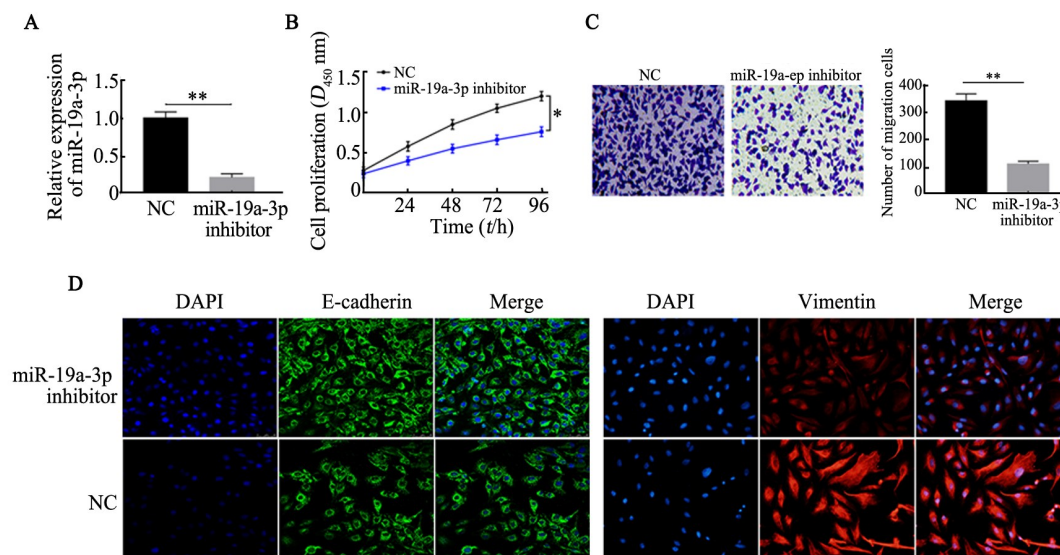 A
Relative expression
of miR-19a-3p
1.5
1.0
0.5
0
**
NC
miR-19a-3p
inhibitor
B
Cell proliferation (D450 nm)
1.5
1.0
0.5
0
NC
miR-19a-3p inhibitor
*
24
48
72
96
Time (t/h)
C
NC
miR-19a-ep inhibitor
Number of migration cells
400
300
200
100
0
**
NC
miR-19a-3p
inhibitor
D
DAPI
E-cadherin
Merge
DAPI
Vimentin
Merge
miR-19a-3p
inhibitor
NC